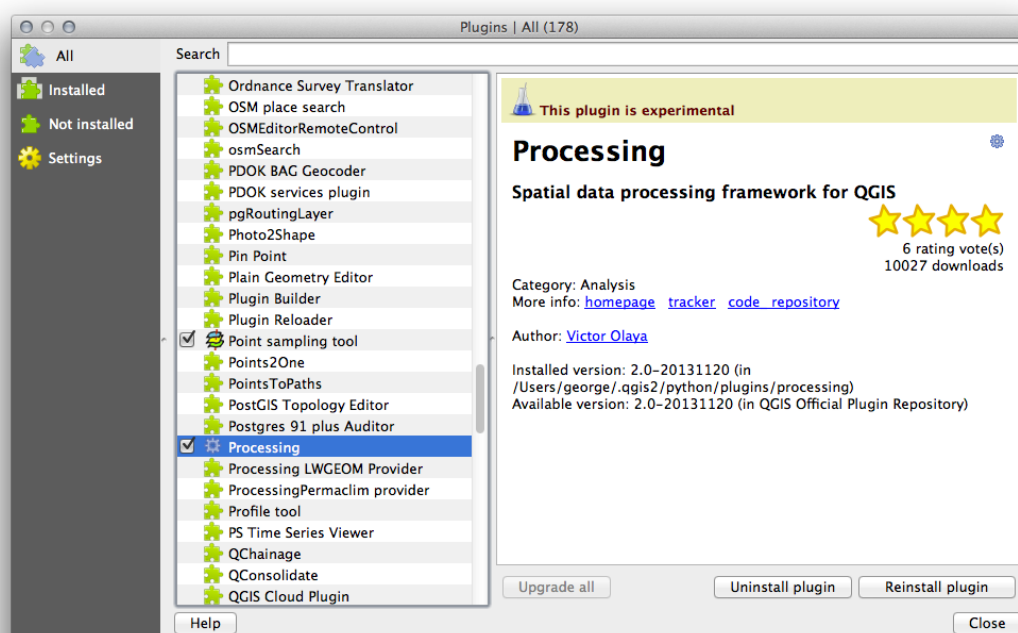 Plugins | All (178)
All
Installed
Not installed
Settings
Search
Ordnance Survey Translator
OSM place search
OSMEditorRemoteControl
osmSearch
PDOK BAG Geocoder
PDOK services plugin
pgRoutingLayer
Photo2Shape
Pin Point
Plain Geometry Editor
Plugin Builder
Plugin Reloader
Point sampling tool
Points2One
PointsToPaths
PostGIS Topology Editor
Postgres 91 plus Auditor
Processing
Processing LWGEOM Provider
ProcessingPermaclim provider
Profile tool
PS Time Series Viewer
QChainage
QConsolidate
QGIS Cloud Plugin
This plugin is experimental
Processing
Spatial data processing framework for QGIS
6 rating vote(s)
10027 downloads
Category: Analysis
More info: homepage tracker code_repository
Author: Victor Olaya
Installed version: 2.0-20131120 (in
/Users/george/.qgis2/python/plugins/processing)
Available version: 2.0-20131120 (in QGIS Official Plugin Repository)
Upgrade all
Uninstall plugin
Reinstall plugin
Help
Close